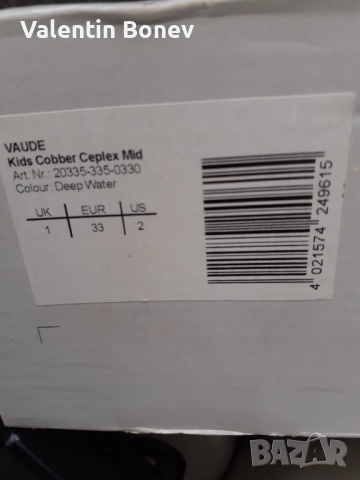 Valentin Bonev
VAUDE
Kids Cobber Ceplex Mid
Art. Nr.: 20335-335-0330
Colour: Deep Water
UK EUR US
1 33 2
4 021574 249615
BAZAR